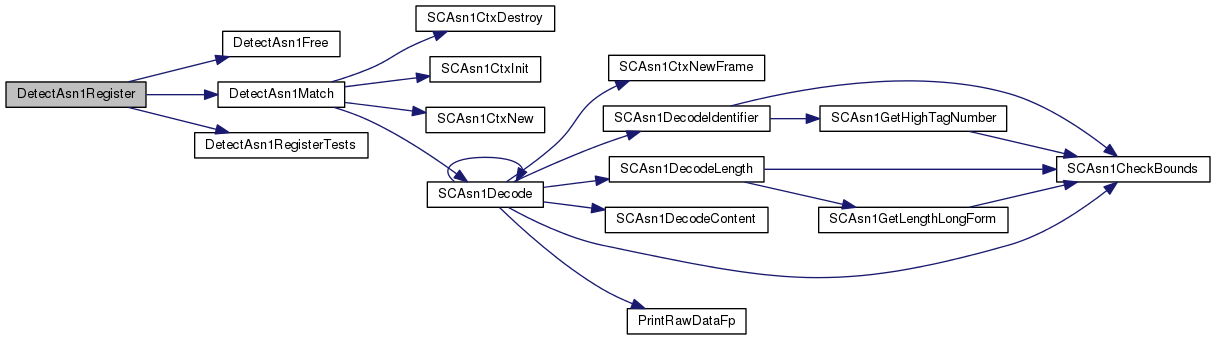 DetectAsn1Register
DetectAsn1Free
DetectAsn1Match
DetectAsn1RegisterTests
SCAsn1CtxDestroy
SCAsn1CtxInit
SCAsn1CtxNew
SCAsn1Decode
SCAsn1CtxNewFrame
SCAsn1DecodeIdentifier
SCAsn1DecodeLength
SCAsn1DecodeContent
PrintRawDataFp
SCAsn1GetHighTagNumber
SCAsn1GetLengthLongForm
SCAsn1CheckBounds